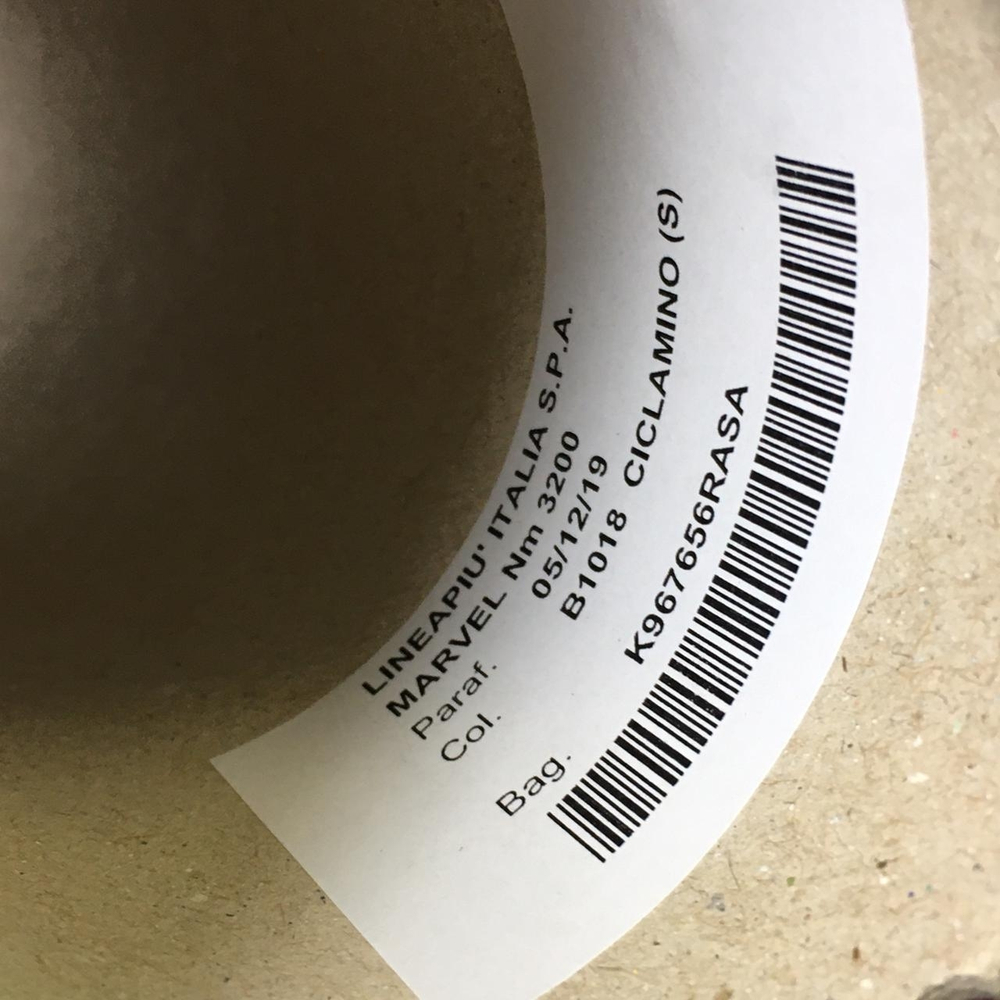 LINEAPIU' ITALIA S.P.A.
MARVEL Nm 3200
Paraf. 05/12/19
Col. B1018 CICLAMINO (S)
Bag. K967656RASA